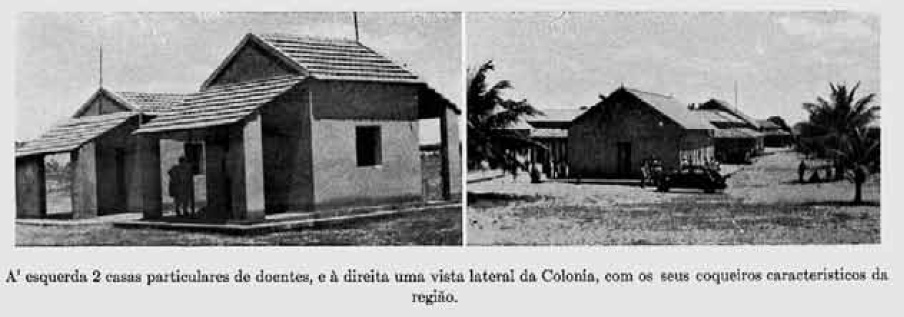 A' esquerda 2 casas particulares de doentes, e à direita uma vista lateral da Colonia, com os seus coqueiros caracteristicos da
região.